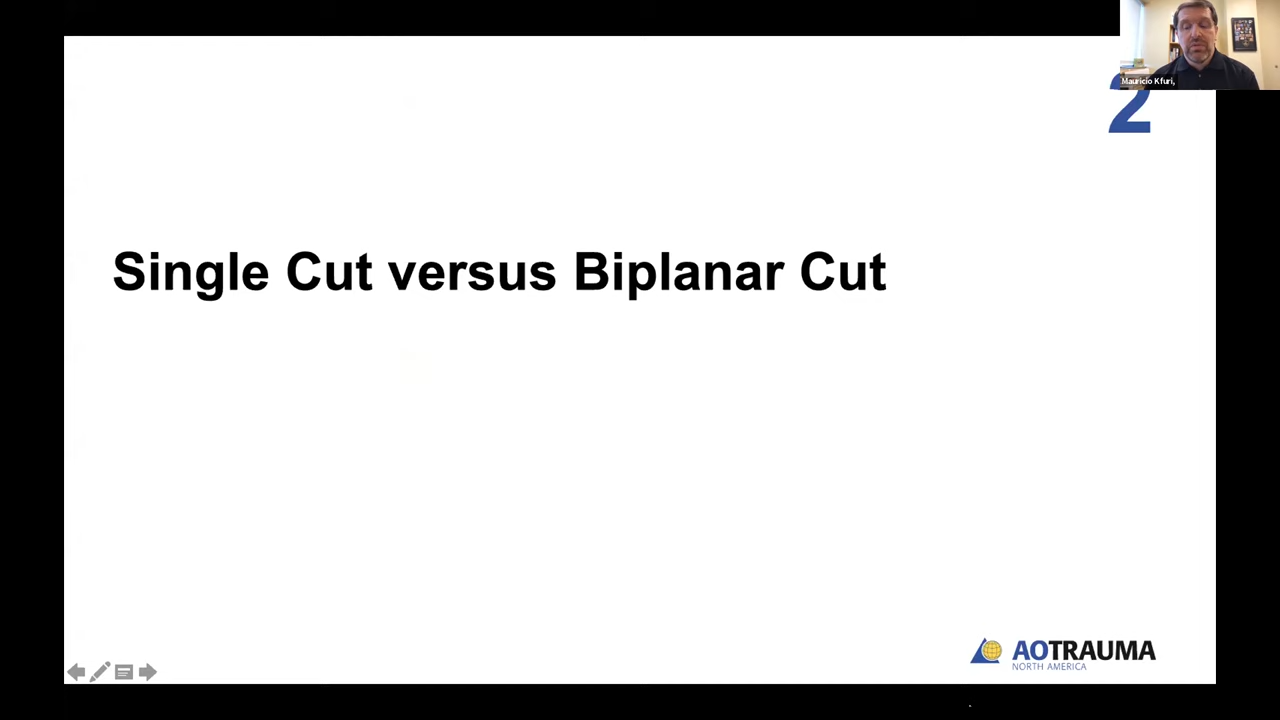 Mauricio Kfuri,
2
Single Cut versus Biplanar Cut
AOTRAUMA
NORTH AMERICA